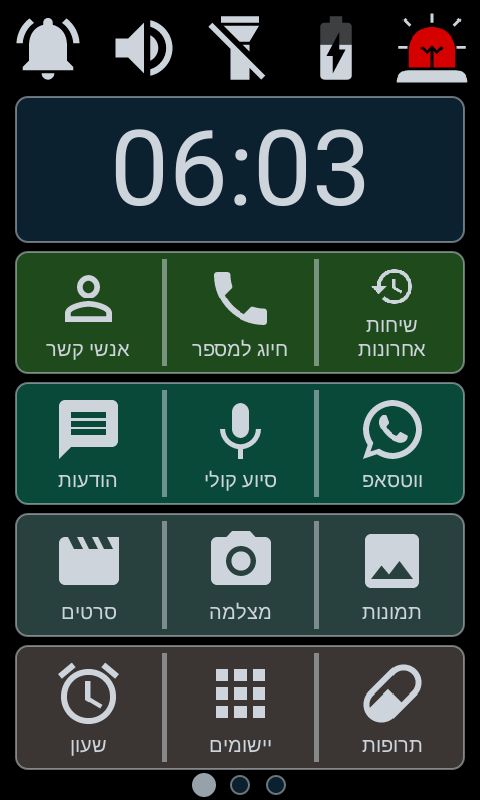 06:03
שיחות
אחרונות
חיוג למספר
אנשי קשר
ווטסאפ
סיוע קולי
הודעות
תמונות
מצלמה
סרטים
תרופות
יישומים
שעון